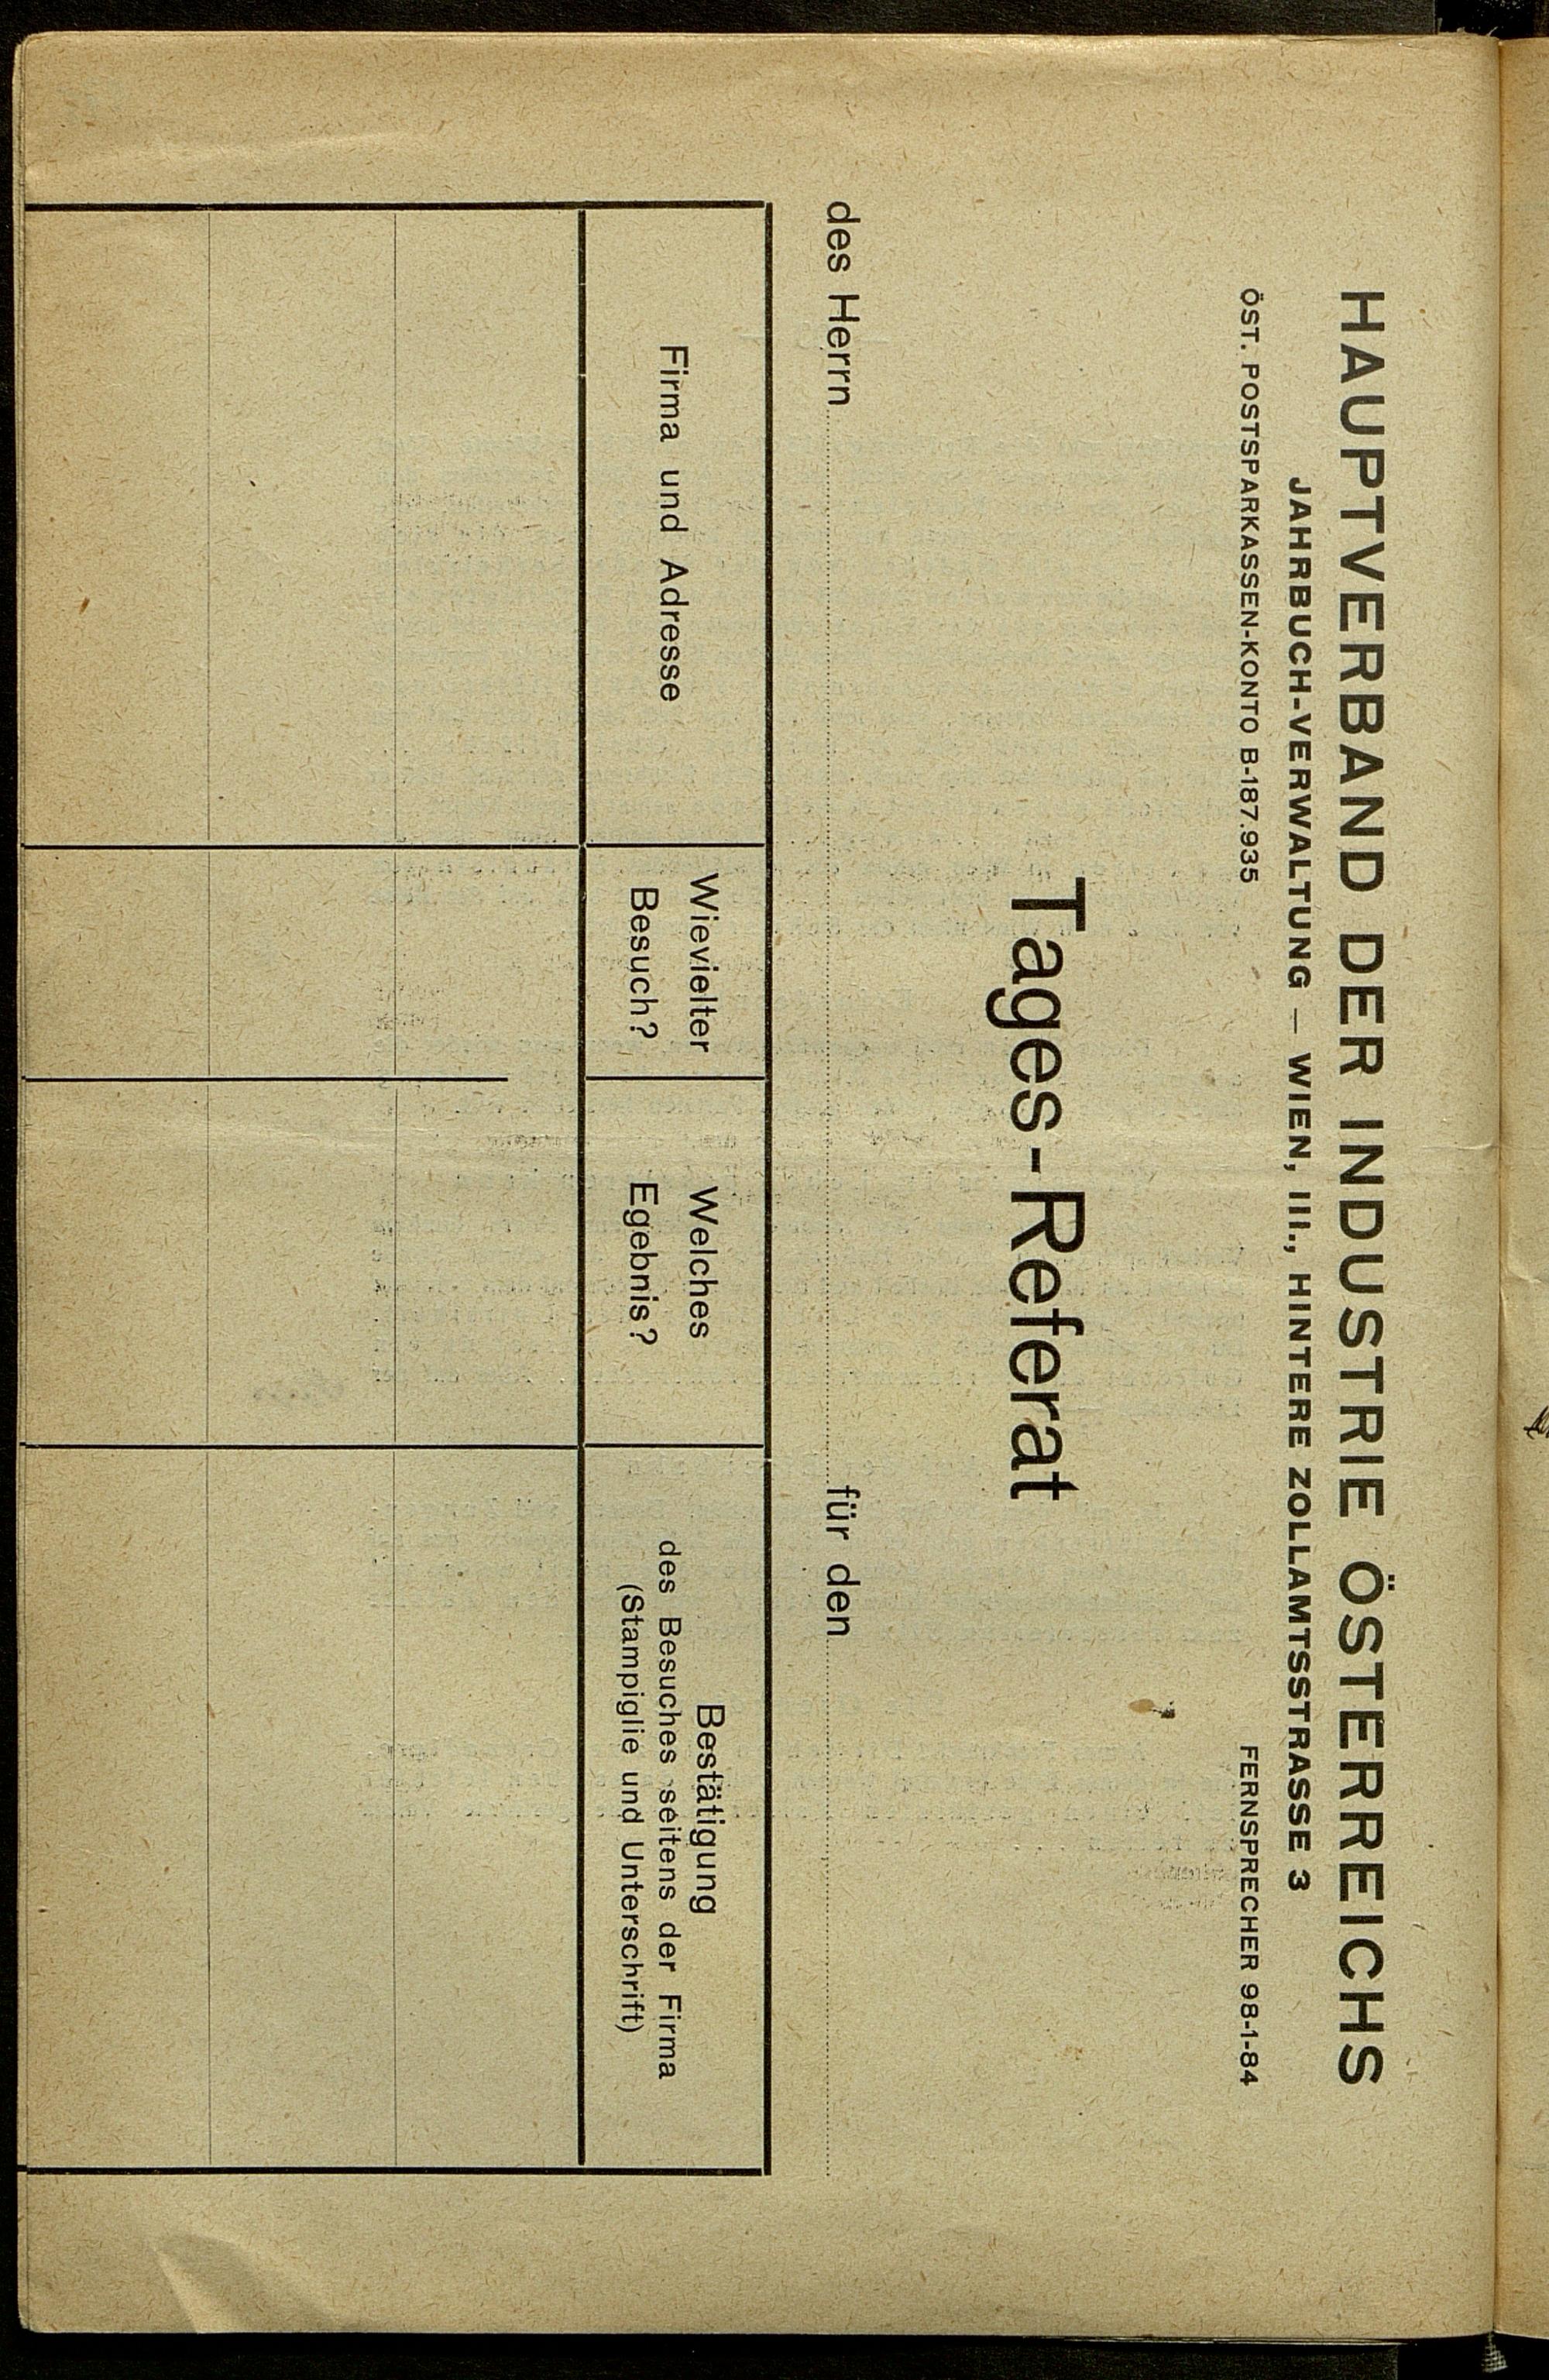 HAUPTVERBAND DER INDUSTRIE ÖSTERREICHS
JAHRBUCH-VERWALTUNG — WIEN, III., HINTERE ZOLLAMTSSTRASSE 3
ÖST. POSTSPARKASSEN-KONTO B-187.935 FERNSPRECHER 98-1-84
Tages-Referat
des Herrn für den
Firma und Adresse
Wievielter
Besuch?
Welches
Egebnis?
Bestätigung
des Besuches seitens der Firma
(Stampiglie und Unterschrift)